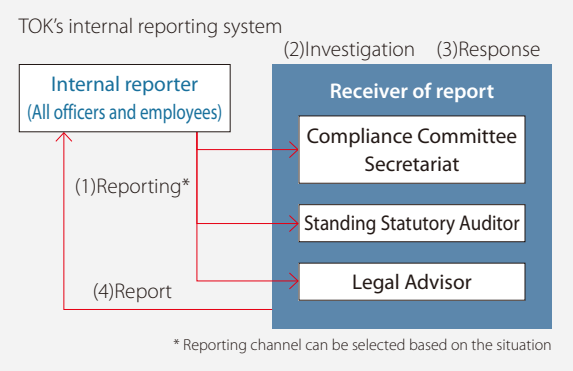 TOK's internal reporting system
(2)Investigation (3)Response
Internal reporter
(All officers and employees)
Receiver of report
Compliance Committee
Secretariat
(1)Reporting*
Standing Statutory Auditor
Legal Advisor
(4)Report
* Reporting channel can be selected based on the situation